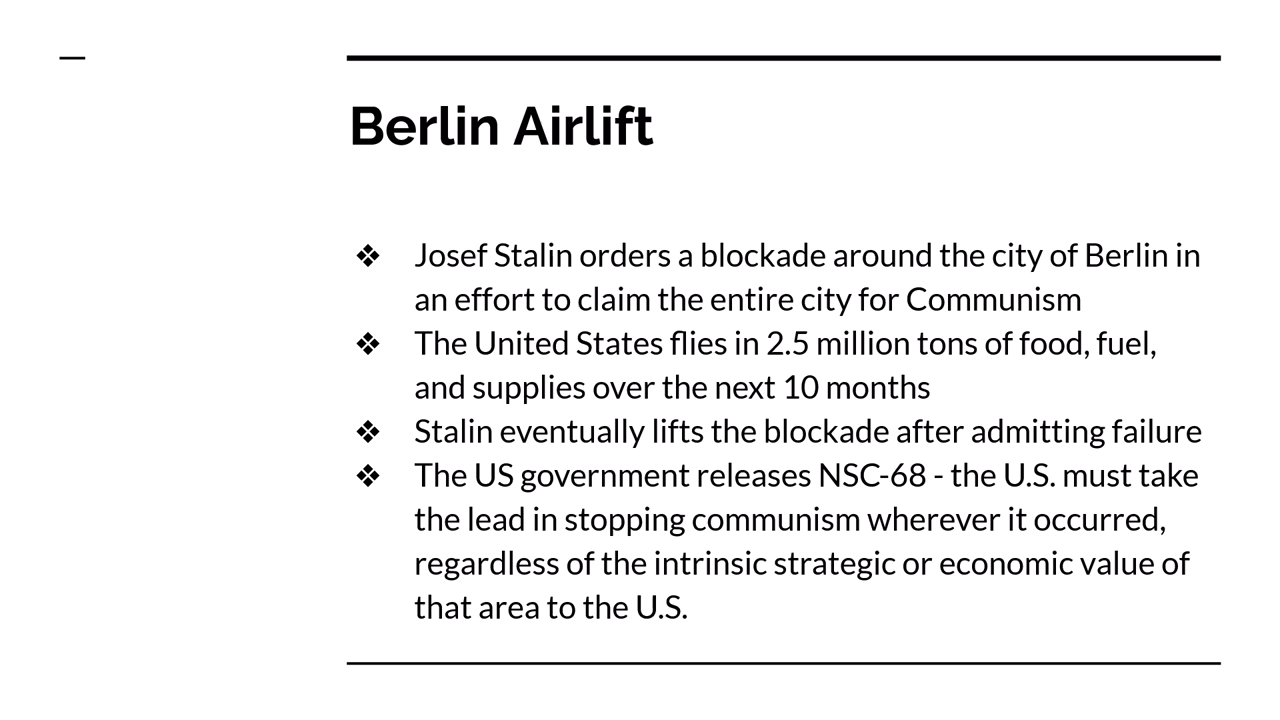 Berlin Airlift
❖ Josef Stalin orders a blockade around the city of Berlin in
an effort to claim the entire city for Communism
❖ The United States flies in 2.5 million tons of food, fuel,
and supplies over the next 10 months
❖ Stalin eventually lifts the blockade after admitting failure
❖ The US government releases NSC-68 - the U.S. must take
the lead in stopping communism wherever it occurred,
regardless of the intrinsic strategic or economic value of
that area to the U.S.